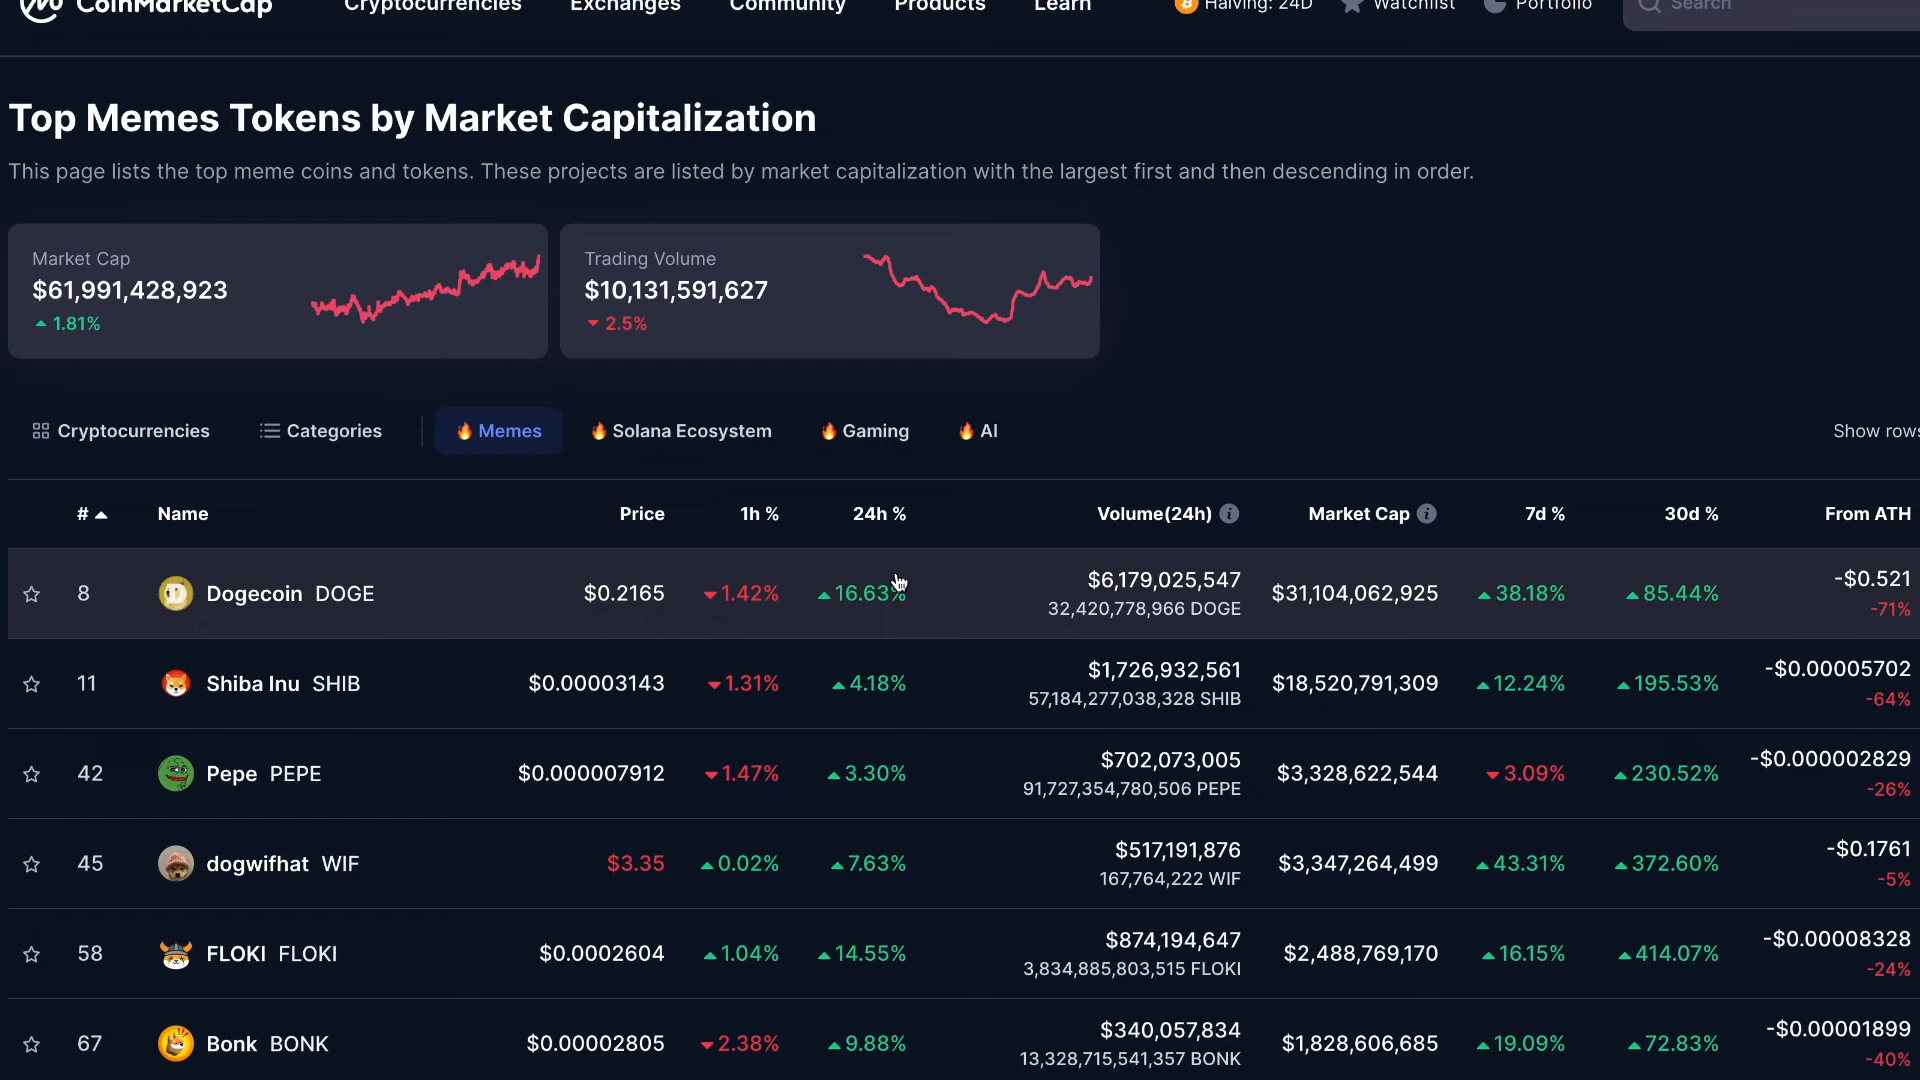 CoinMarketCap Cryptocurrencies Exchanges Community Products Learn Halving: 24D Watchlist Portfolio Search
Top Memes Tokens by Market Capitalization
This page lists the top meme coins and tokens. These projects are listed by market capitalization with the largest first and then descending in order.
Market Cap
$61,991,428,923
1.81%
Trading Volume
$10,131,591,627
2.5%
Cryptocurrencies Categories Memes Solana Ecosystem Gaming AI Show rows
# Name Price 1h % 24h % Volume(24h) Market Cap 7d % 30d % From ATH
8 Dogecoin DOGE $0.2165 1.42% 16.63% $6,179,025,547 $31,104,062,925 38.18% 85.44% -$0.521
32,420,778,966 DOGE -71%
11 Shiba Inu SHIB $0.00003143 1.31% 4.18% $1,726,932,561 $18,520,791,309 12.24% 195.53% -$0.00005702
57,184,277,038,328 SHIB -64%
42 Pepe PEPE $0.000007912 1.47% 3.30% $702,073,005 $3,328,622,544 3.09% 230.52% -$0.000002829
91,727,354,780,506 PEPE -26%
45 dogwifhat WIF $3.35 0.02% 7.63% $517,191,876 $3,347,264,499 43.31% 372.60% -$0.1761
167,764,222 WIF -5%
58 FLOKI FLOKI $0.0002604 1.04% 14.55% $874,194,647 $2,488,769,170 16.15% 414.07% -$0.00008328
3,834,885,803,515 FLOKI -24%
67 Bonk BONK $0.00002805 2.38% 9.88% $340,057,834 $1,828,606,685 19.09% 72.83% -$0.00001899
13,328,715,541,357 BONK -40%